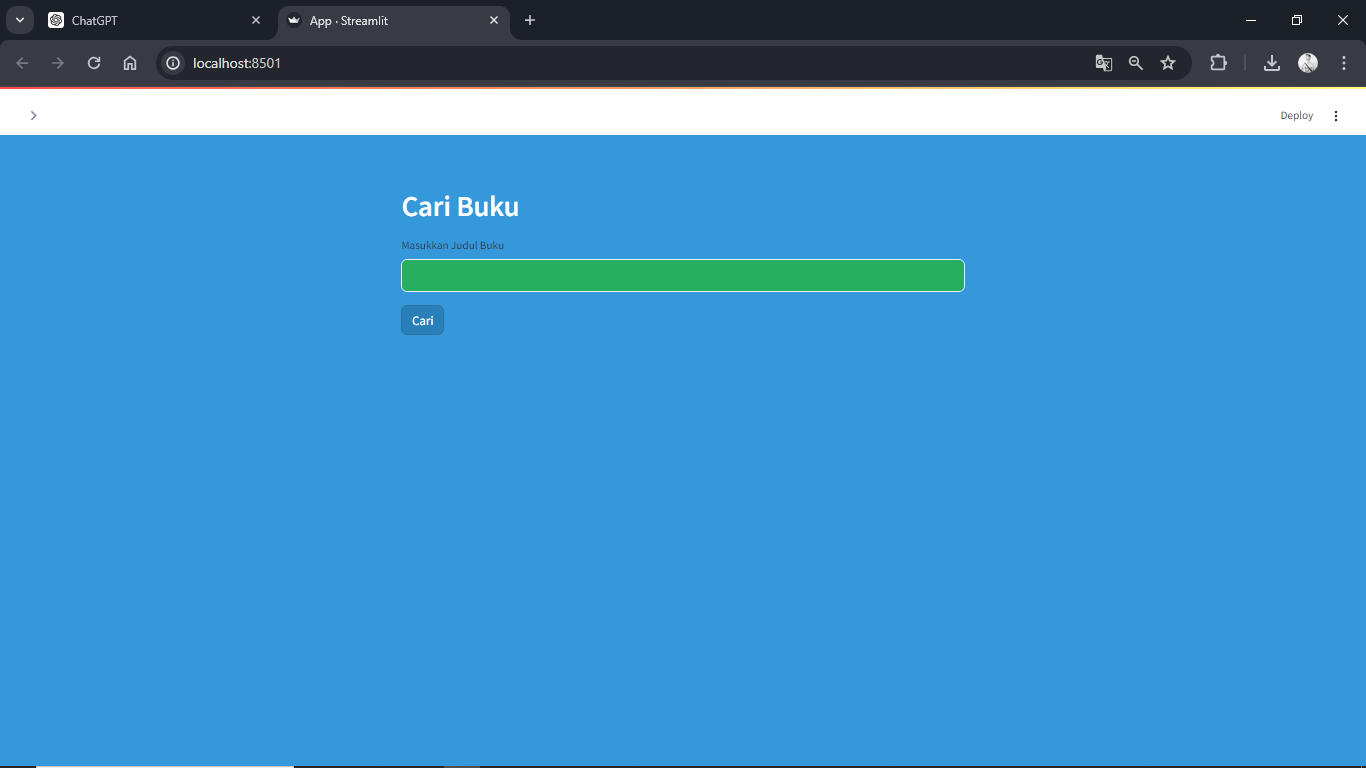 ChatGPT
App · Streamlit
localhost:8501
Deploy
Cari Buku
Masukkan Judul Buku
Cari